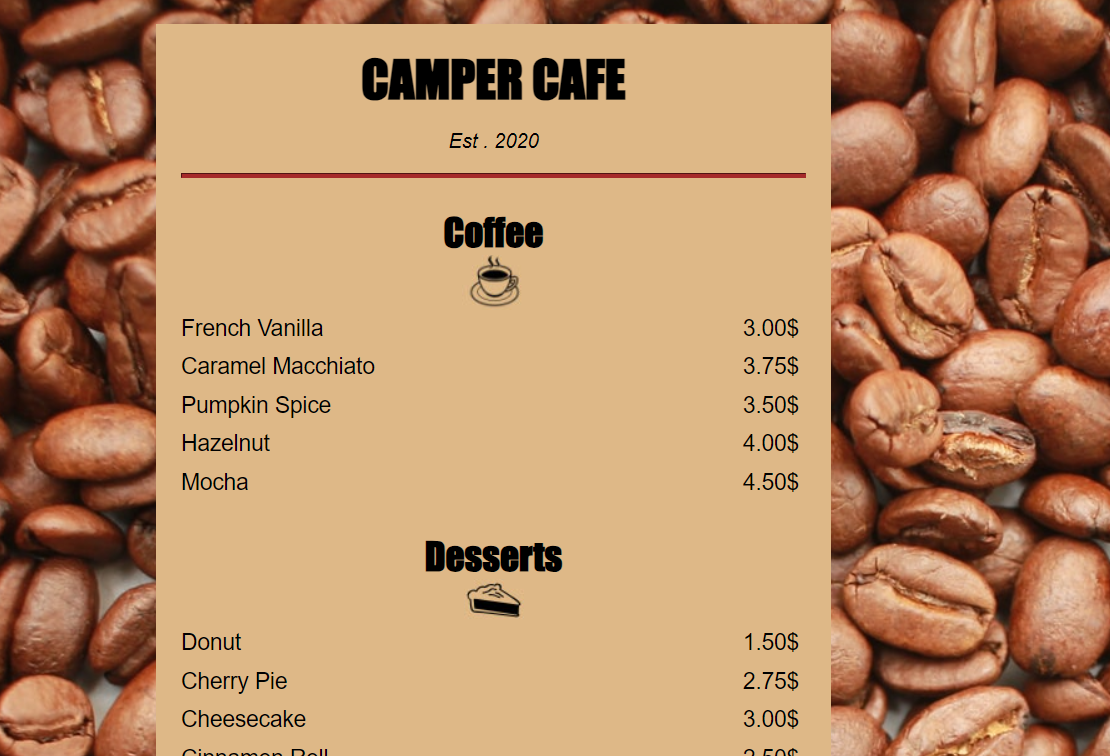 CAMPER CAFE
Est . 2020
Coffee
French Vanilla 3.00$
Caramel Macchiato 3.75$
Pumpkin Spice 3.50$
Hazelnut 4.00$
Mocha 4.50$
Desserts
Donut 1.50$
Cherry Pie 2.75$
Cheesecake 3.00$
Cinnamon Roll 2.50$